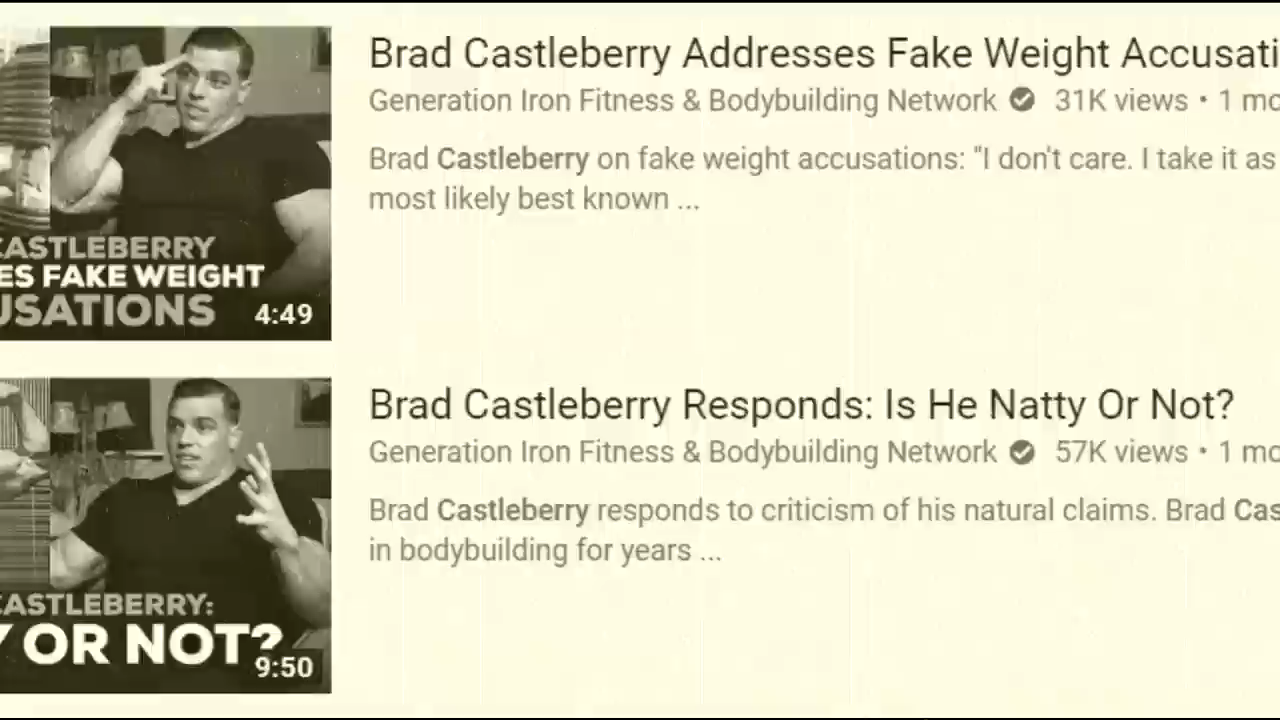 Brad Castleberry Addresses Fake Weight Accusati
Generation Iron Fitness & Bodybuilding Network 31K views • 1 mo
Brad Castleberry on fake weight accusations: "I don't care. I take it as
most likely best known ...
CASTLEBERRY
ES FAKE WEIGHT
USATIONS
4:49
Brad Castleberry Responds: Is He Natty Or Not?
Generation Iron Fitness & Bodybuilding Network 57K views • 1 mo
Brad Castleberry responds to criticism of his natural claims. Brad Cas
in bodybuilding for years ...
CASTLEBERRY:
Y OR NOT?
9:50